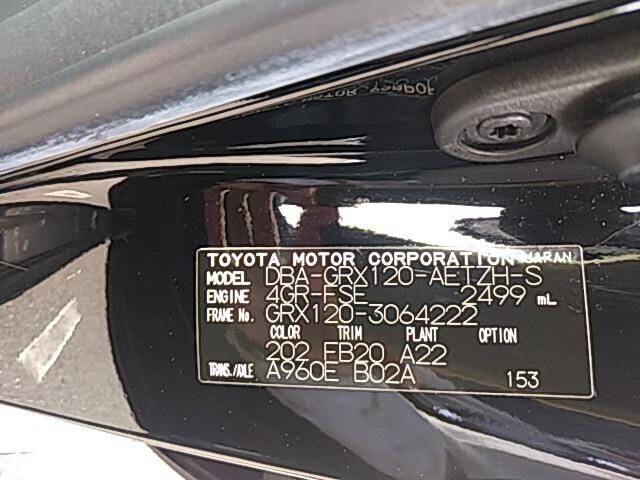 TOYOTA MOTOR CORPORATION JAPAN
MODEL DBA-GRX120-AETZH-S
ENGINE 4GR-FSE 2499 mL
FRAME No. GRX120-3064222
COLOR TRIM PLANT OPTION
202 FB20 A22
TRANS./AXLE A960E B02A 153